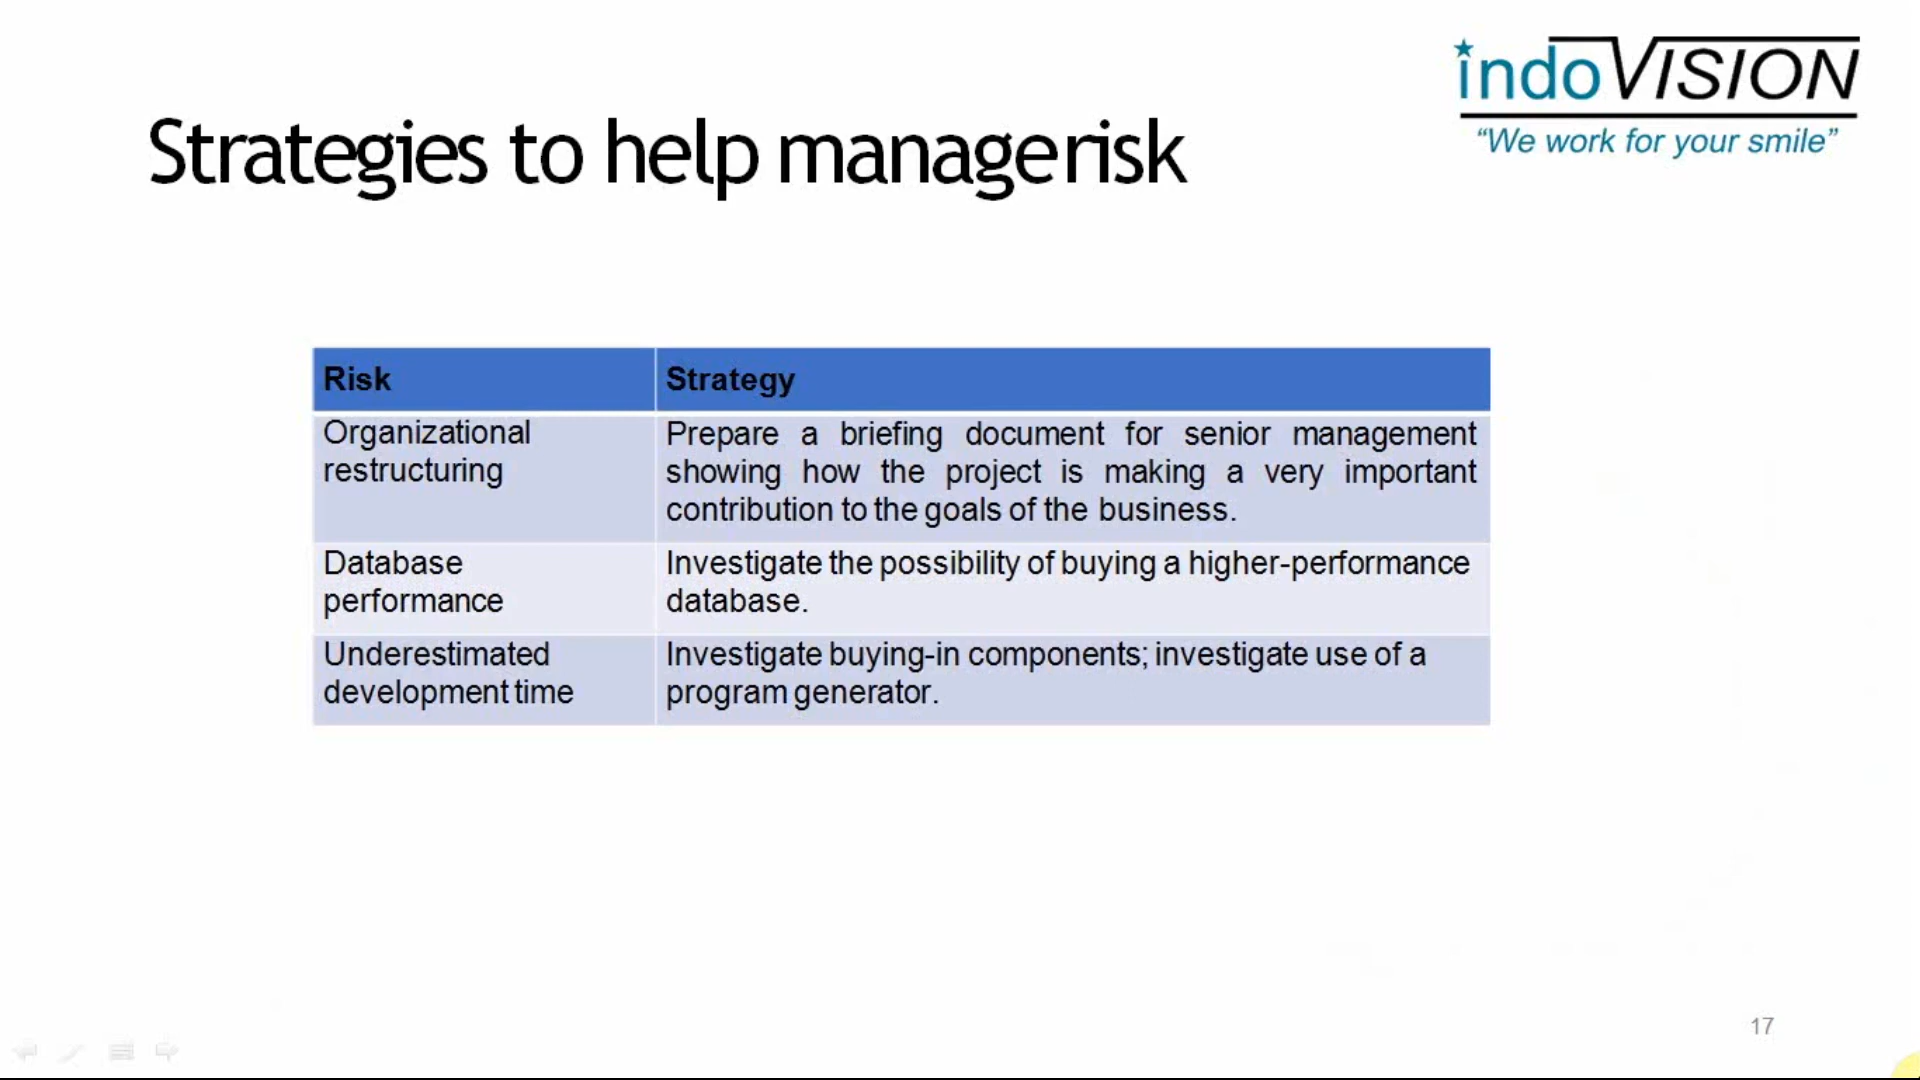 indoVISION
"We work for your smile"
Strategies to help manage risk
Risk
Strategy
Organizational
restructuring
Prepare a briefing document for senior management
showing how the project is making a very important
contribution to the goals of the business.
Database
performance
Investigate the possibility of buying a higher-performance
database.
Underestimated
development time
Investigate buying-in components; investigate use of a
program generator.
17